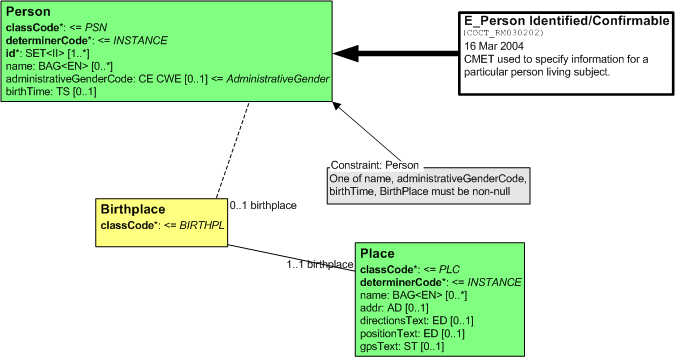 Person
classCode*: <= PSN
determinerCode*: <= INSTANCE
id*: SET<II> [1..*]
name: BAG<EN> [0..*]
administrativeGenderCode: CE CWE [0..1] <= AdministrativeGender
birthTime: TS [0..1]
E_Person Identified/Confirmable
(COCT_RM030202)
16 Mar 2004
CMET used to specify information for a
particular person living subject.
Constraint: Person
One of name, administrativeGenderCode,
birthTime, BirthPlace must be non-null
0..1 birthplace
Birthplace
classCode*: <= BIRTHPL
1..1 birthplace
Place
classCode*: <= PLC
determinerCode*: <= INSTANCE
name: BAG<EN> [0..*]
addr: AD [0..1]
directionsText: ED [0..1]
positionText: ED [0..1]
gpsText: ST [0..1]